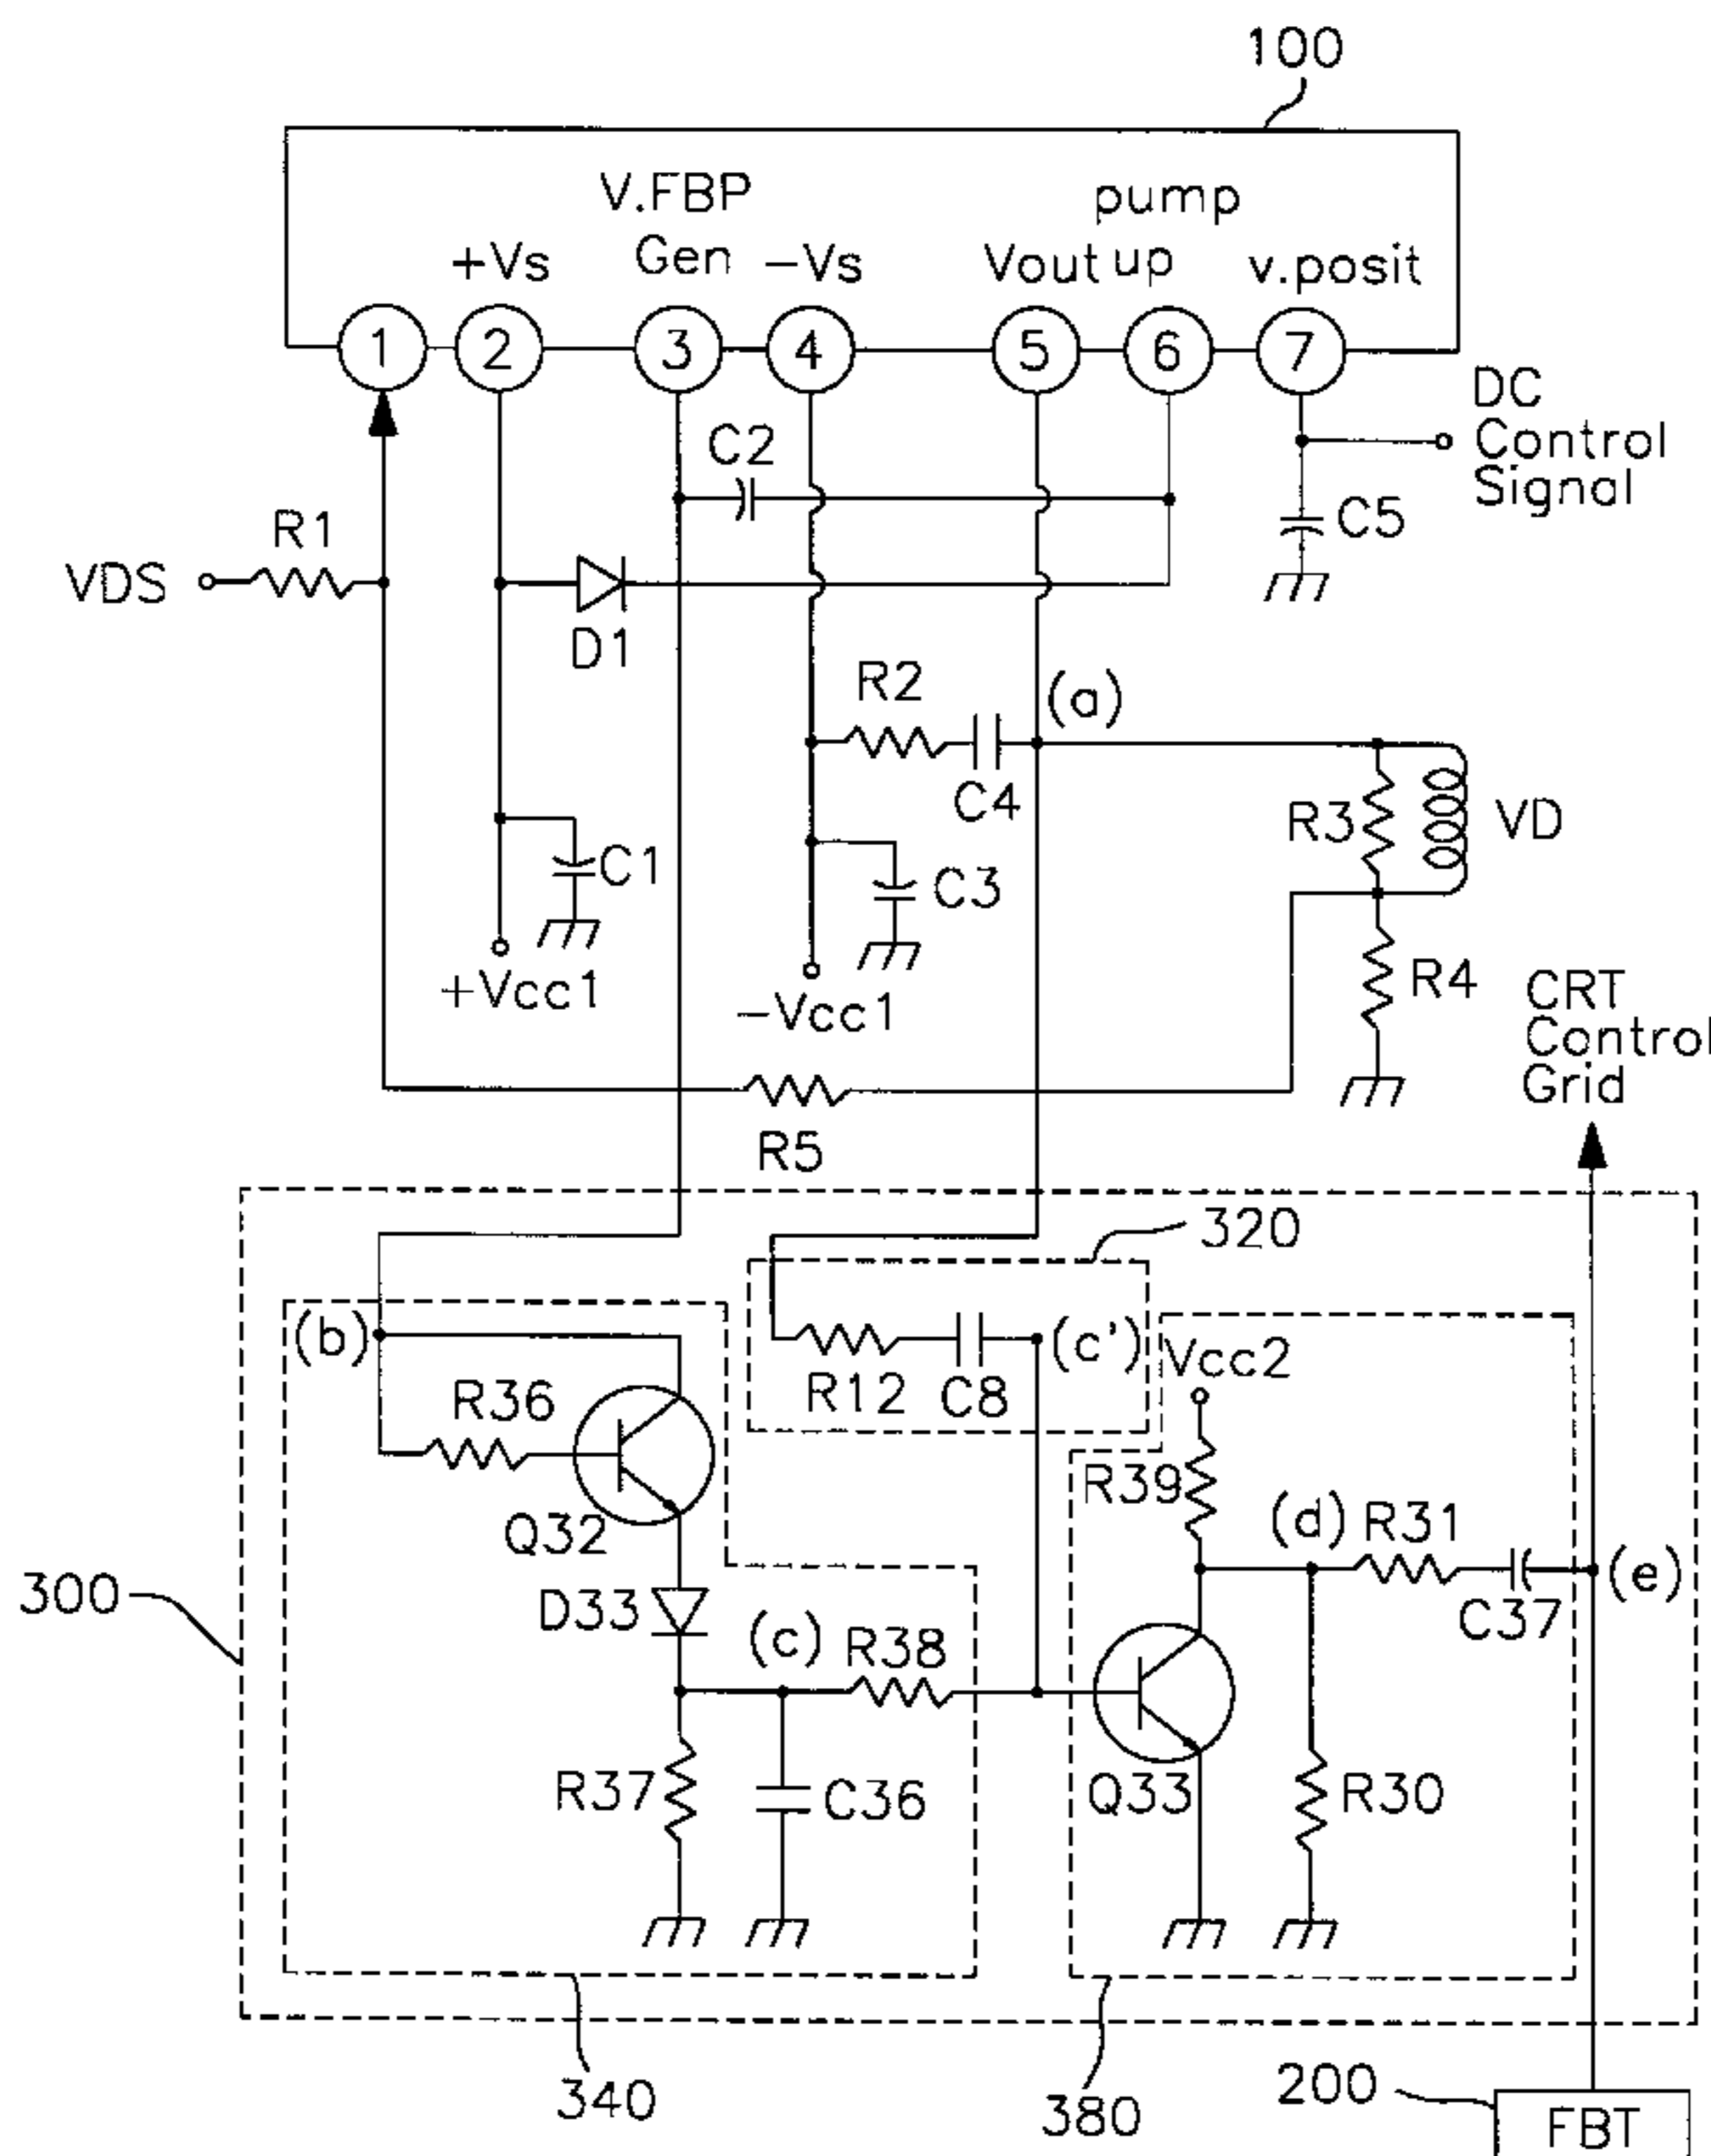 100
V.FBP
Gen
pump
up
+Vs
-Vs
Vout
v.posit
1
2
3
4
5
6
7
DC
Control
Signal
C2
C5
R1
VDS
D1
R2
(a)
C4
R3
VD
C1
C3
+Vcc1
-Vcc1
R4
CRT
Control
Grid
R5
320
(b)
(c')
Vcc2
R36
R12
C8
R39
Q32
(d)
R31
(e)
300
D33
(c)
R38
C37
R37
C36
Q33
R30
340
380
200
FBT